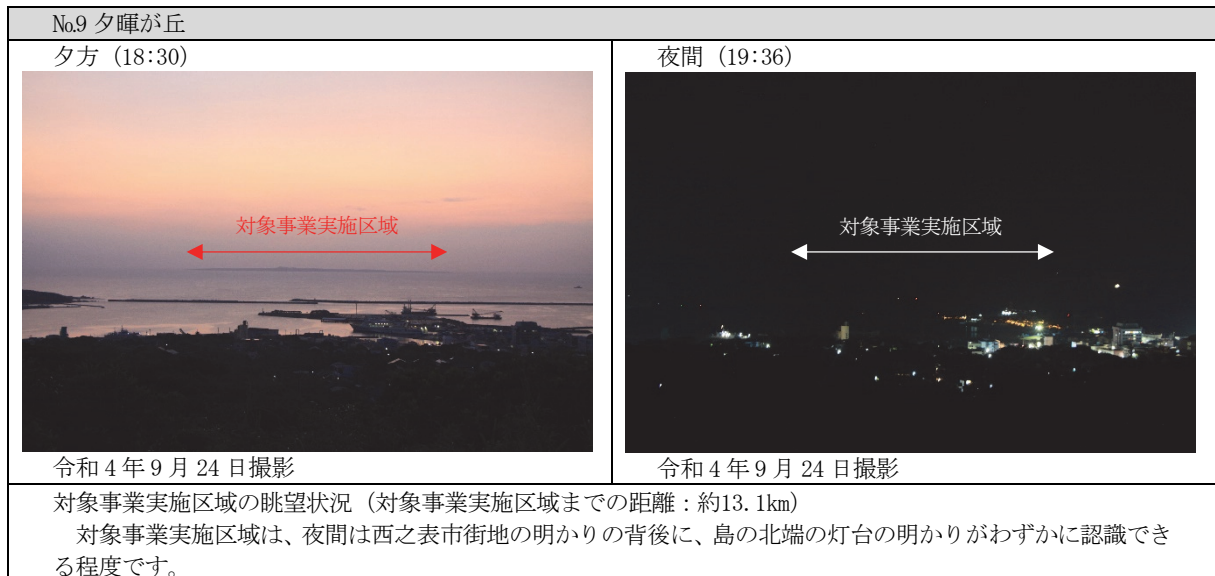 №9 夕暉が丘
夕方（18:30）
夜間（19:36）
対象事業実施区域
対象事業実施区域
令和４年９月 24 日撮影
令和４年９月 24 日撮影
対象事業実施区域の眺望状況（対象事業実施区域までの距離：約13.1km）
対象事業実施区域は、夜間は西之表市街地の明かりの背後に、島の北端の灯台の明かりがわずかに認識でき
る程度です。